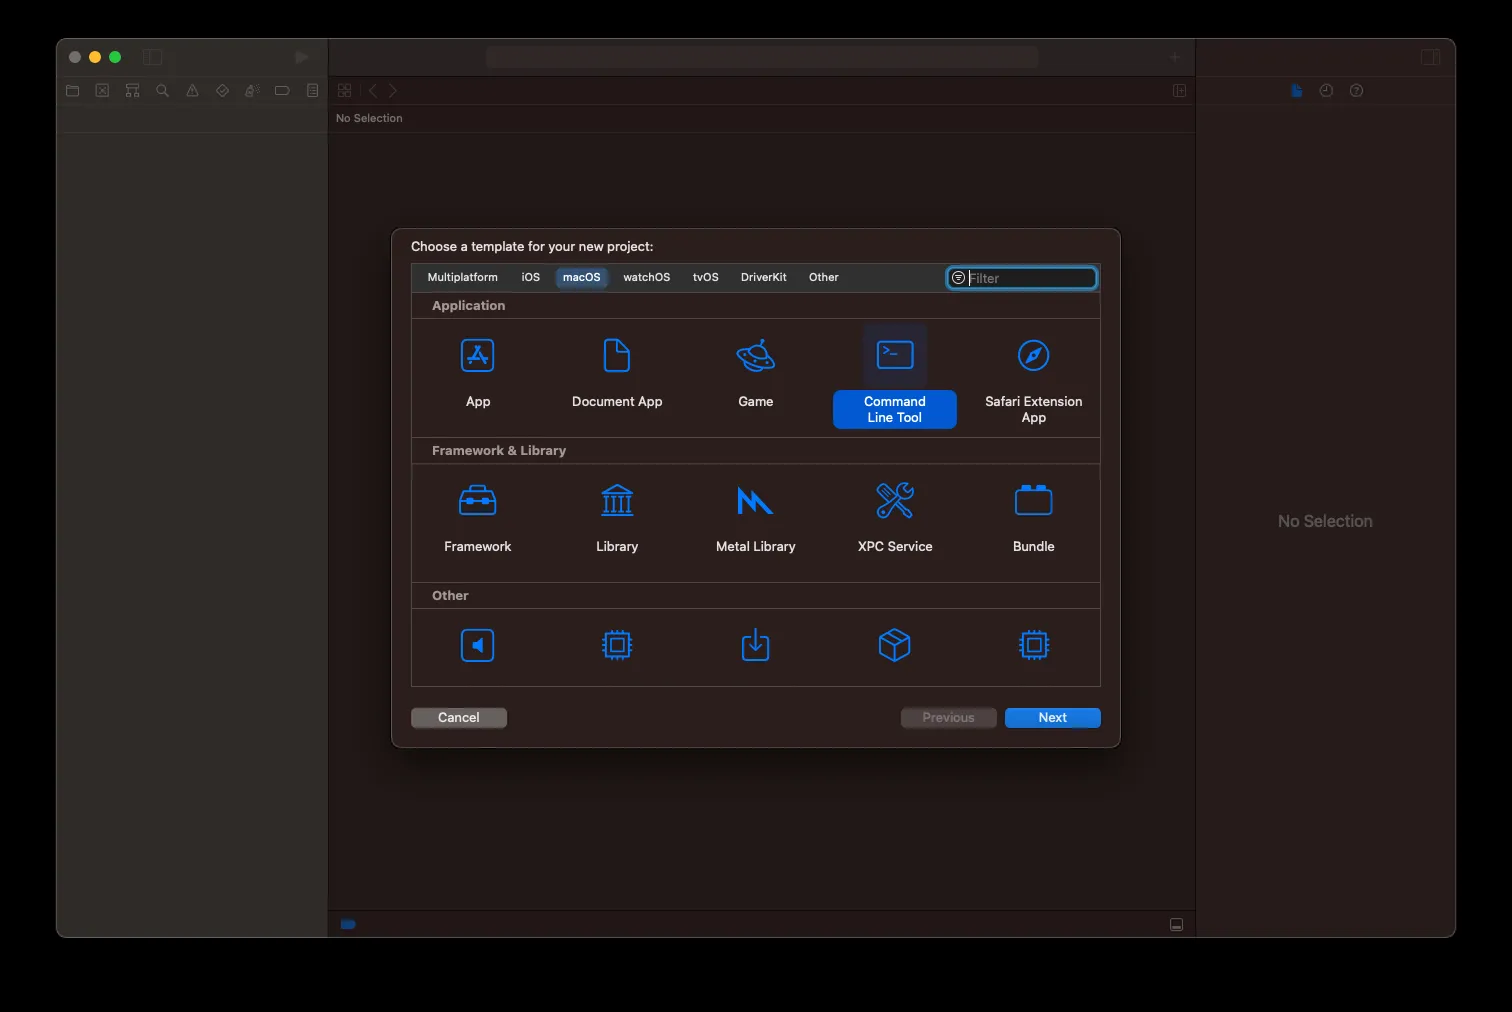 No Selection
Choose a template for your new project:
Multiplatform iOS macOS watchOS tvOS DriverKit Other Filter
Application
App Document App Game Command Line Tool Safari Extension App
Framework & Library
Framework Library Metal Library XPC Service Bundle
Other
Cancel Previous Next
No Selection